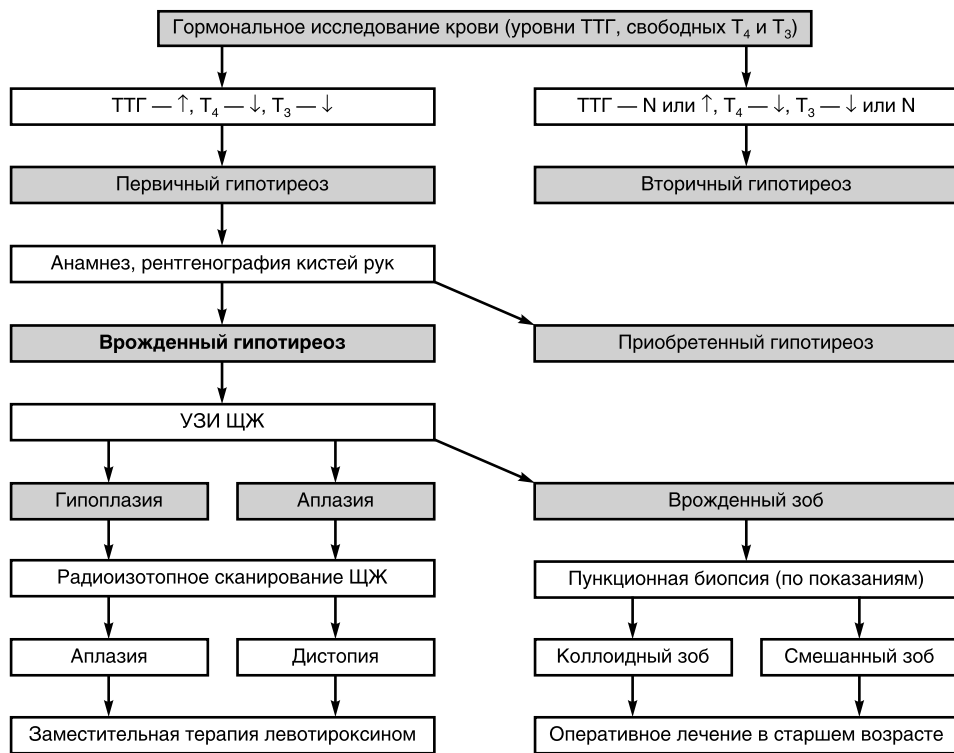 Гормональное исследование крови (уровни ТТГ, свободных T₄ и T₃)
ТТГ — ↑, T₄ — ↓, T₃ — ↓
ТТГ — N или ↑, T₄ — ↓, T₃ — ↓ или N
Первичный гипотиреоз
Вторичный гипотиреоз
Анамнез, рентгенография кистей рук
Врожденный гипотиреоз
Приобретенный гипотиреоз
УЗИ ЩЖ
Гипоплазия
Аплазия
Врожденный зоб
Радиоизотопное сканирование ЩЖ
Пункционная биопсия (по показаниям)
Аплазия
Дистопия
Коллоидный зоб
Смешанный зоб
Заместительная терапия левотироксином
Оперативное лечение в старшем возрасте